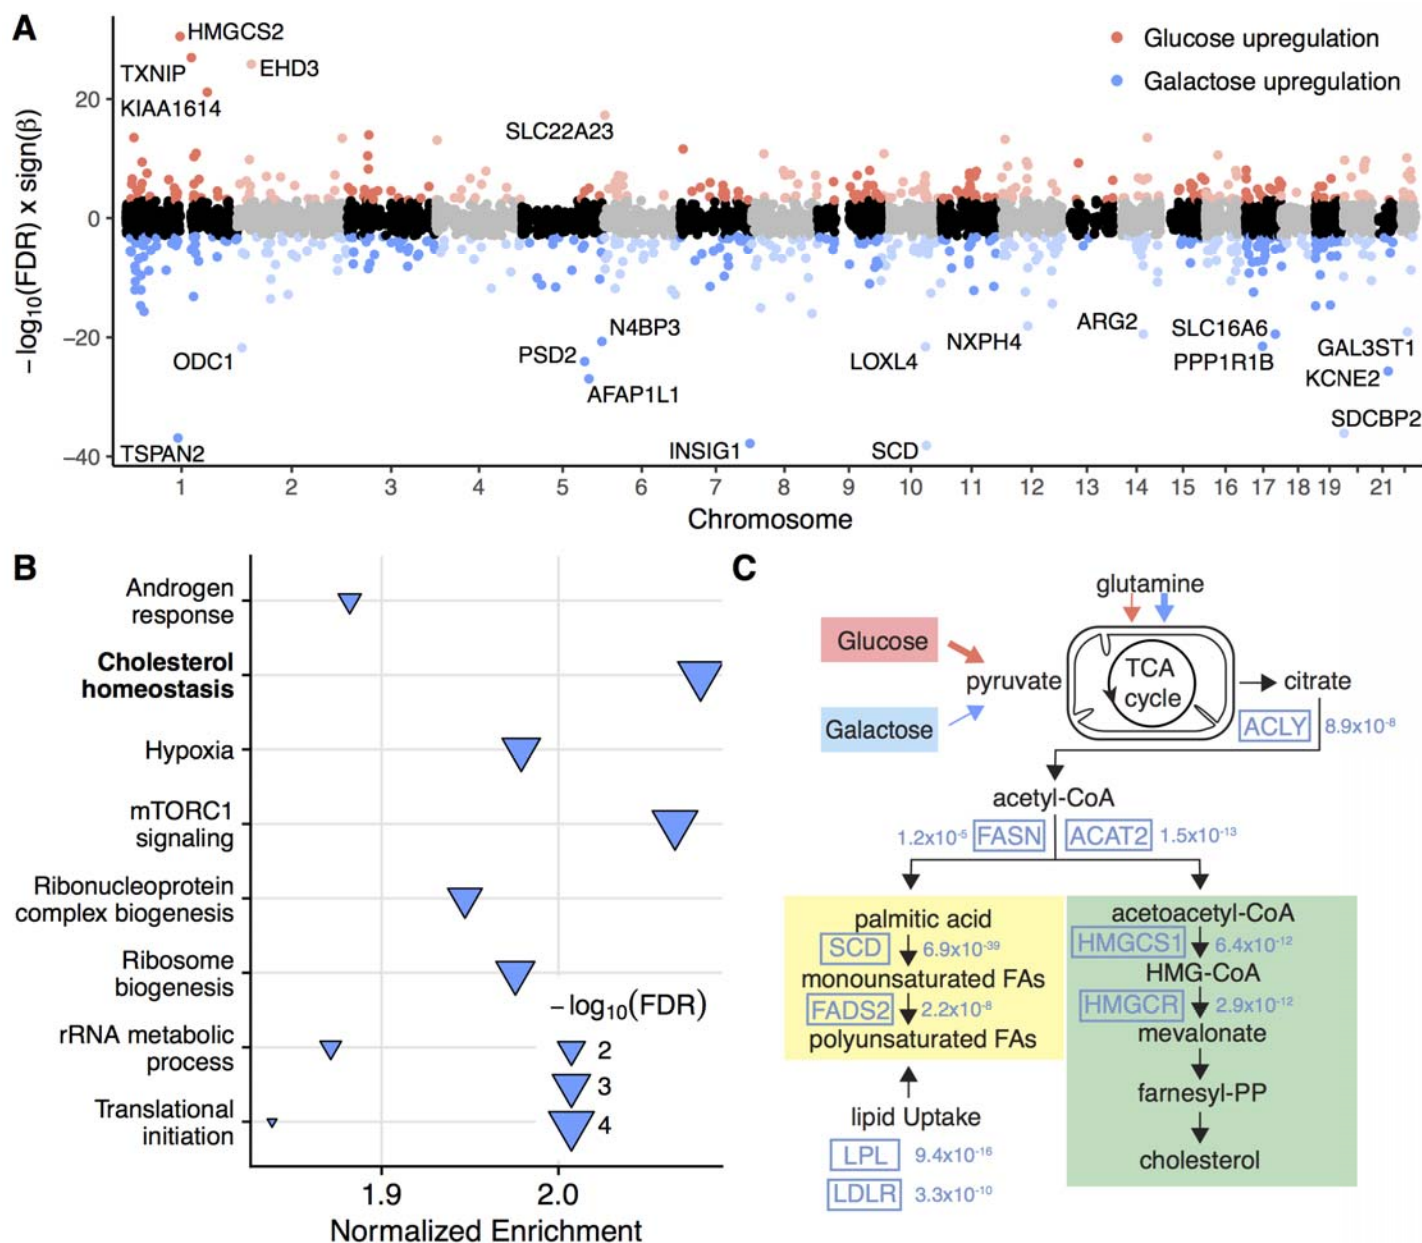 A
HMGCS2
TXNIP
EHD3
KIAA1614
SLC22A23
Glucose upregulation
Galactose upregulation
−log10(FDR) x sign(β)
20
0
−20
−40
ODC1
TSPAN2
N4BP3
PSD2
AFAP1L1
INSIG1
LOXL4
SCD
NXPH4
ARG2
SLC16A6
PPP1R1B
GAL3ST1
KCNE2
SDCBP2
1 2 3 4 5 6 7 8 9 10 11 12 13 14 15 16 17 18 19 21
Chromosome
B
Androgen
response
Cholesterol
homeostasis
Hypoxia
mTORC1
signaling
Ribonucleoprotein
complex biogenesis
Ribosome
biogenesis
rRNA metabolic
process
Translational
initiation
−log10(FDR)
2
3
4
1.9 2.0
Normalized Enrichment
C
glutamine
Glucose
pyruvate
Galactose
TCA
cycle
citrate
ACLY 8.9x10-8
acetyl-CoA
1.2x10-5 FASN ACAT2 1.5x10-13
palmitic acid
SCD 6.9x10-39
monounsaturated FAs
FADS2 2.2x10-8
polyunsaturated FAs
lipid Uptake
LPL 9.4x10-16
LDLR 3.3x10-10
acetoacetyl-CoA
HMGCS1 6.4x10-12
HMG-CoA
HMGCR 2.9x10-12
mevalonate
farnesyl-PP
cholesterol